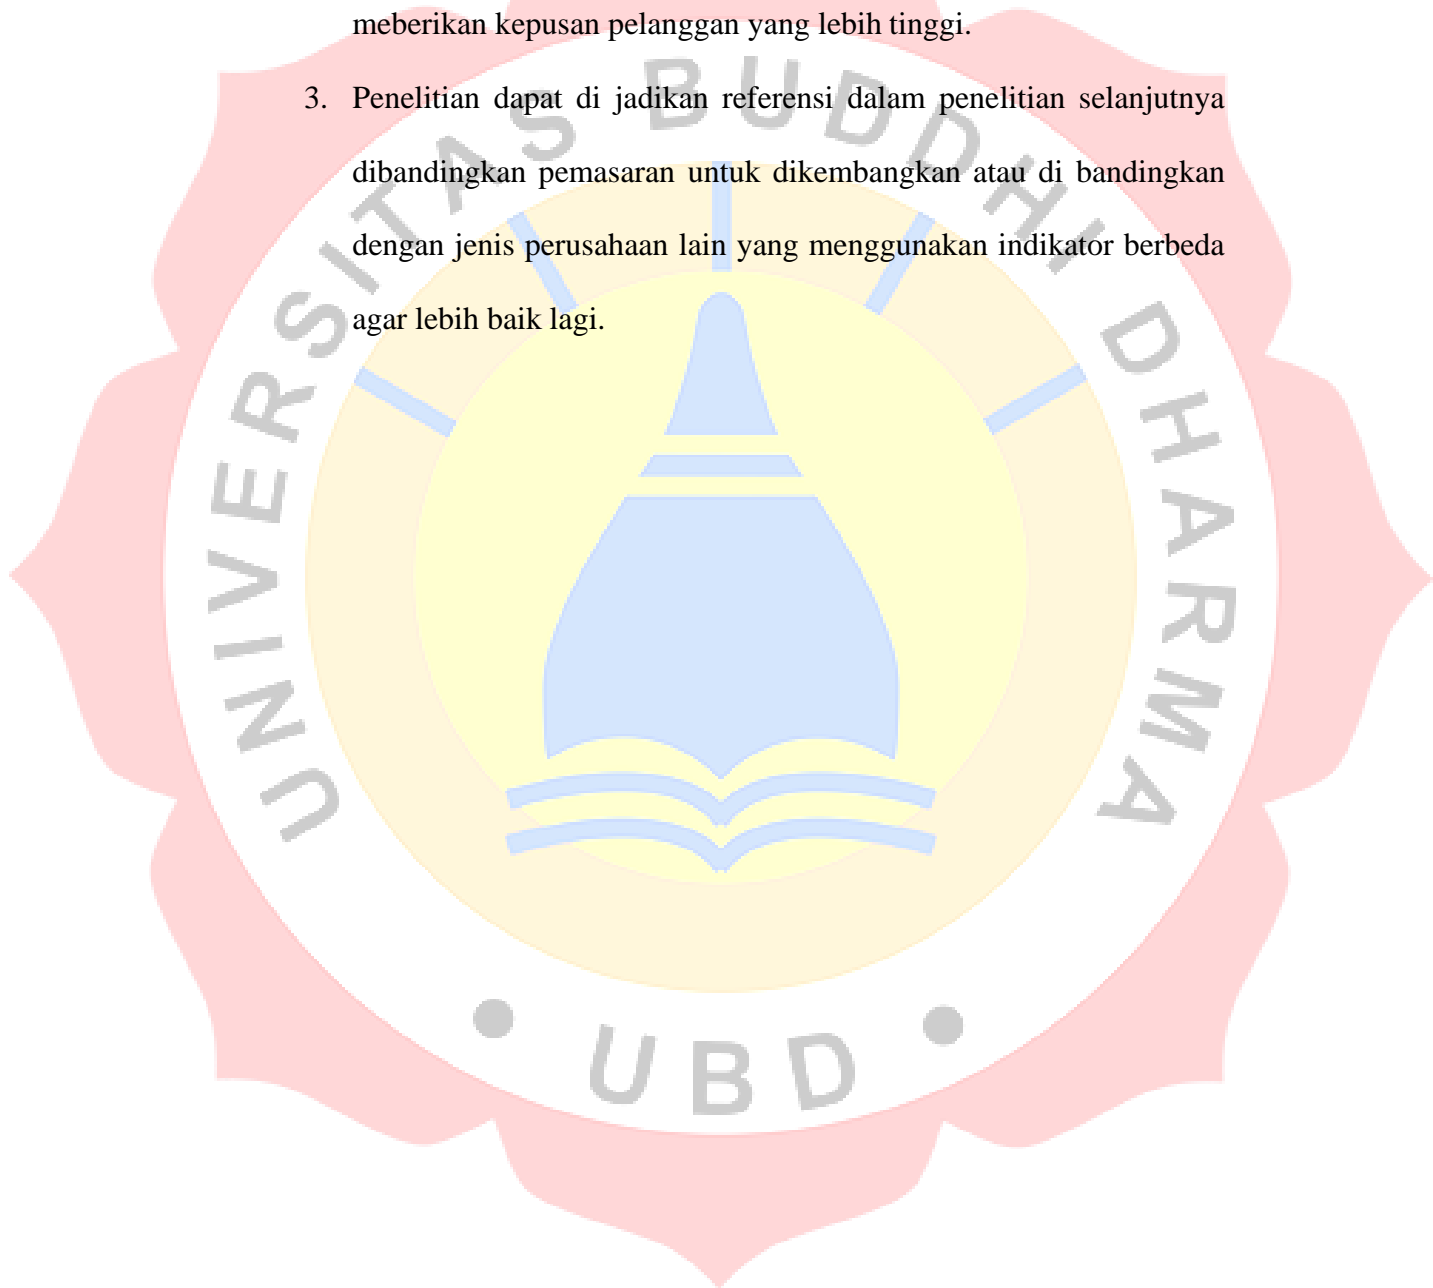 meberikan kepusan pelanggan yang lebih tinggi.
3. Penelitian dapat di jadikan referensi dalam penelitian selanjutnya
dibandingkan pemasaran untuk dikembangkan atau di bandingkan
dengan jenis perusahaan lain yang menggunakan indikator berbeda
agar lebih baik lagi.
UNIVERSITAS BUDDHI DHARMA
• UBD •